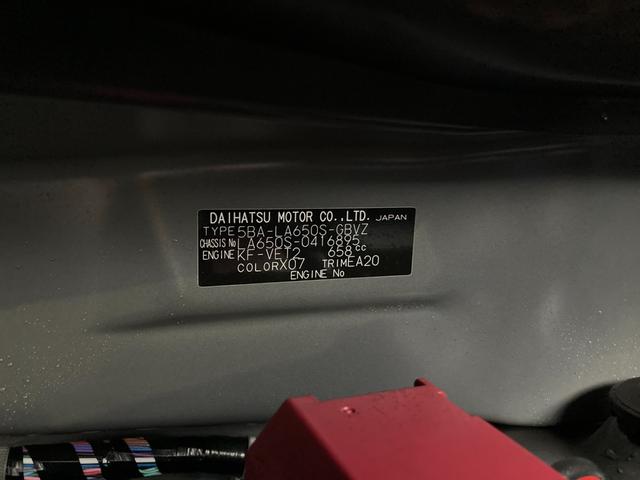 DAIHATSU MOTOR CO.,LTD. JAPAN
TYPE 5BA-LA650S-GBVZ
CHASSIS No LA650S-0416895
ENGINE KF-VET2 658cc
COLOR X07 TRIM EA20
ENGINE No